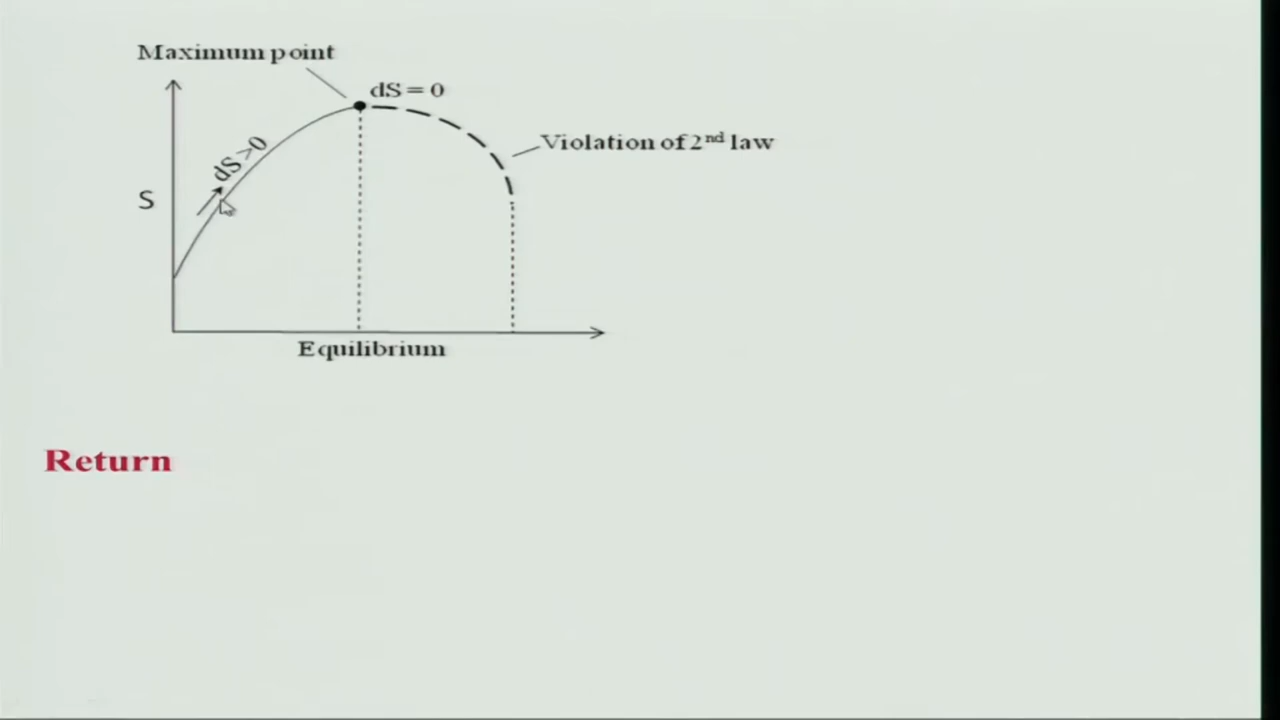 Maximum point
dS = 0
dS >0
Violation of 2nd law
S
Equilibrium
Return